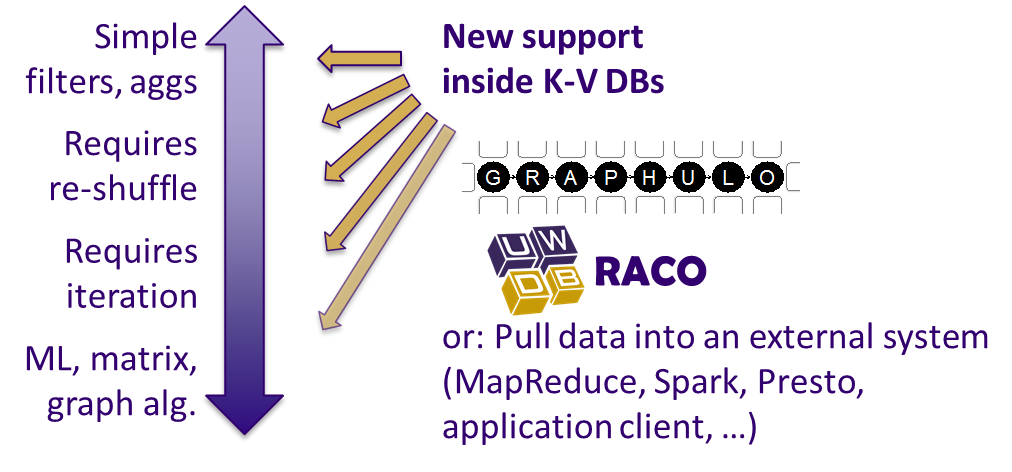 Simple
filters, aggs
Requires
re-shuffle
Requires
iteration
ML, matrix,
graph alg.
New support
inside K-V DBs
GRAPHULO
UW
DB
RACO
or: Pull data into an external system
(MapReduce, Spark, Presto,
application client, …)